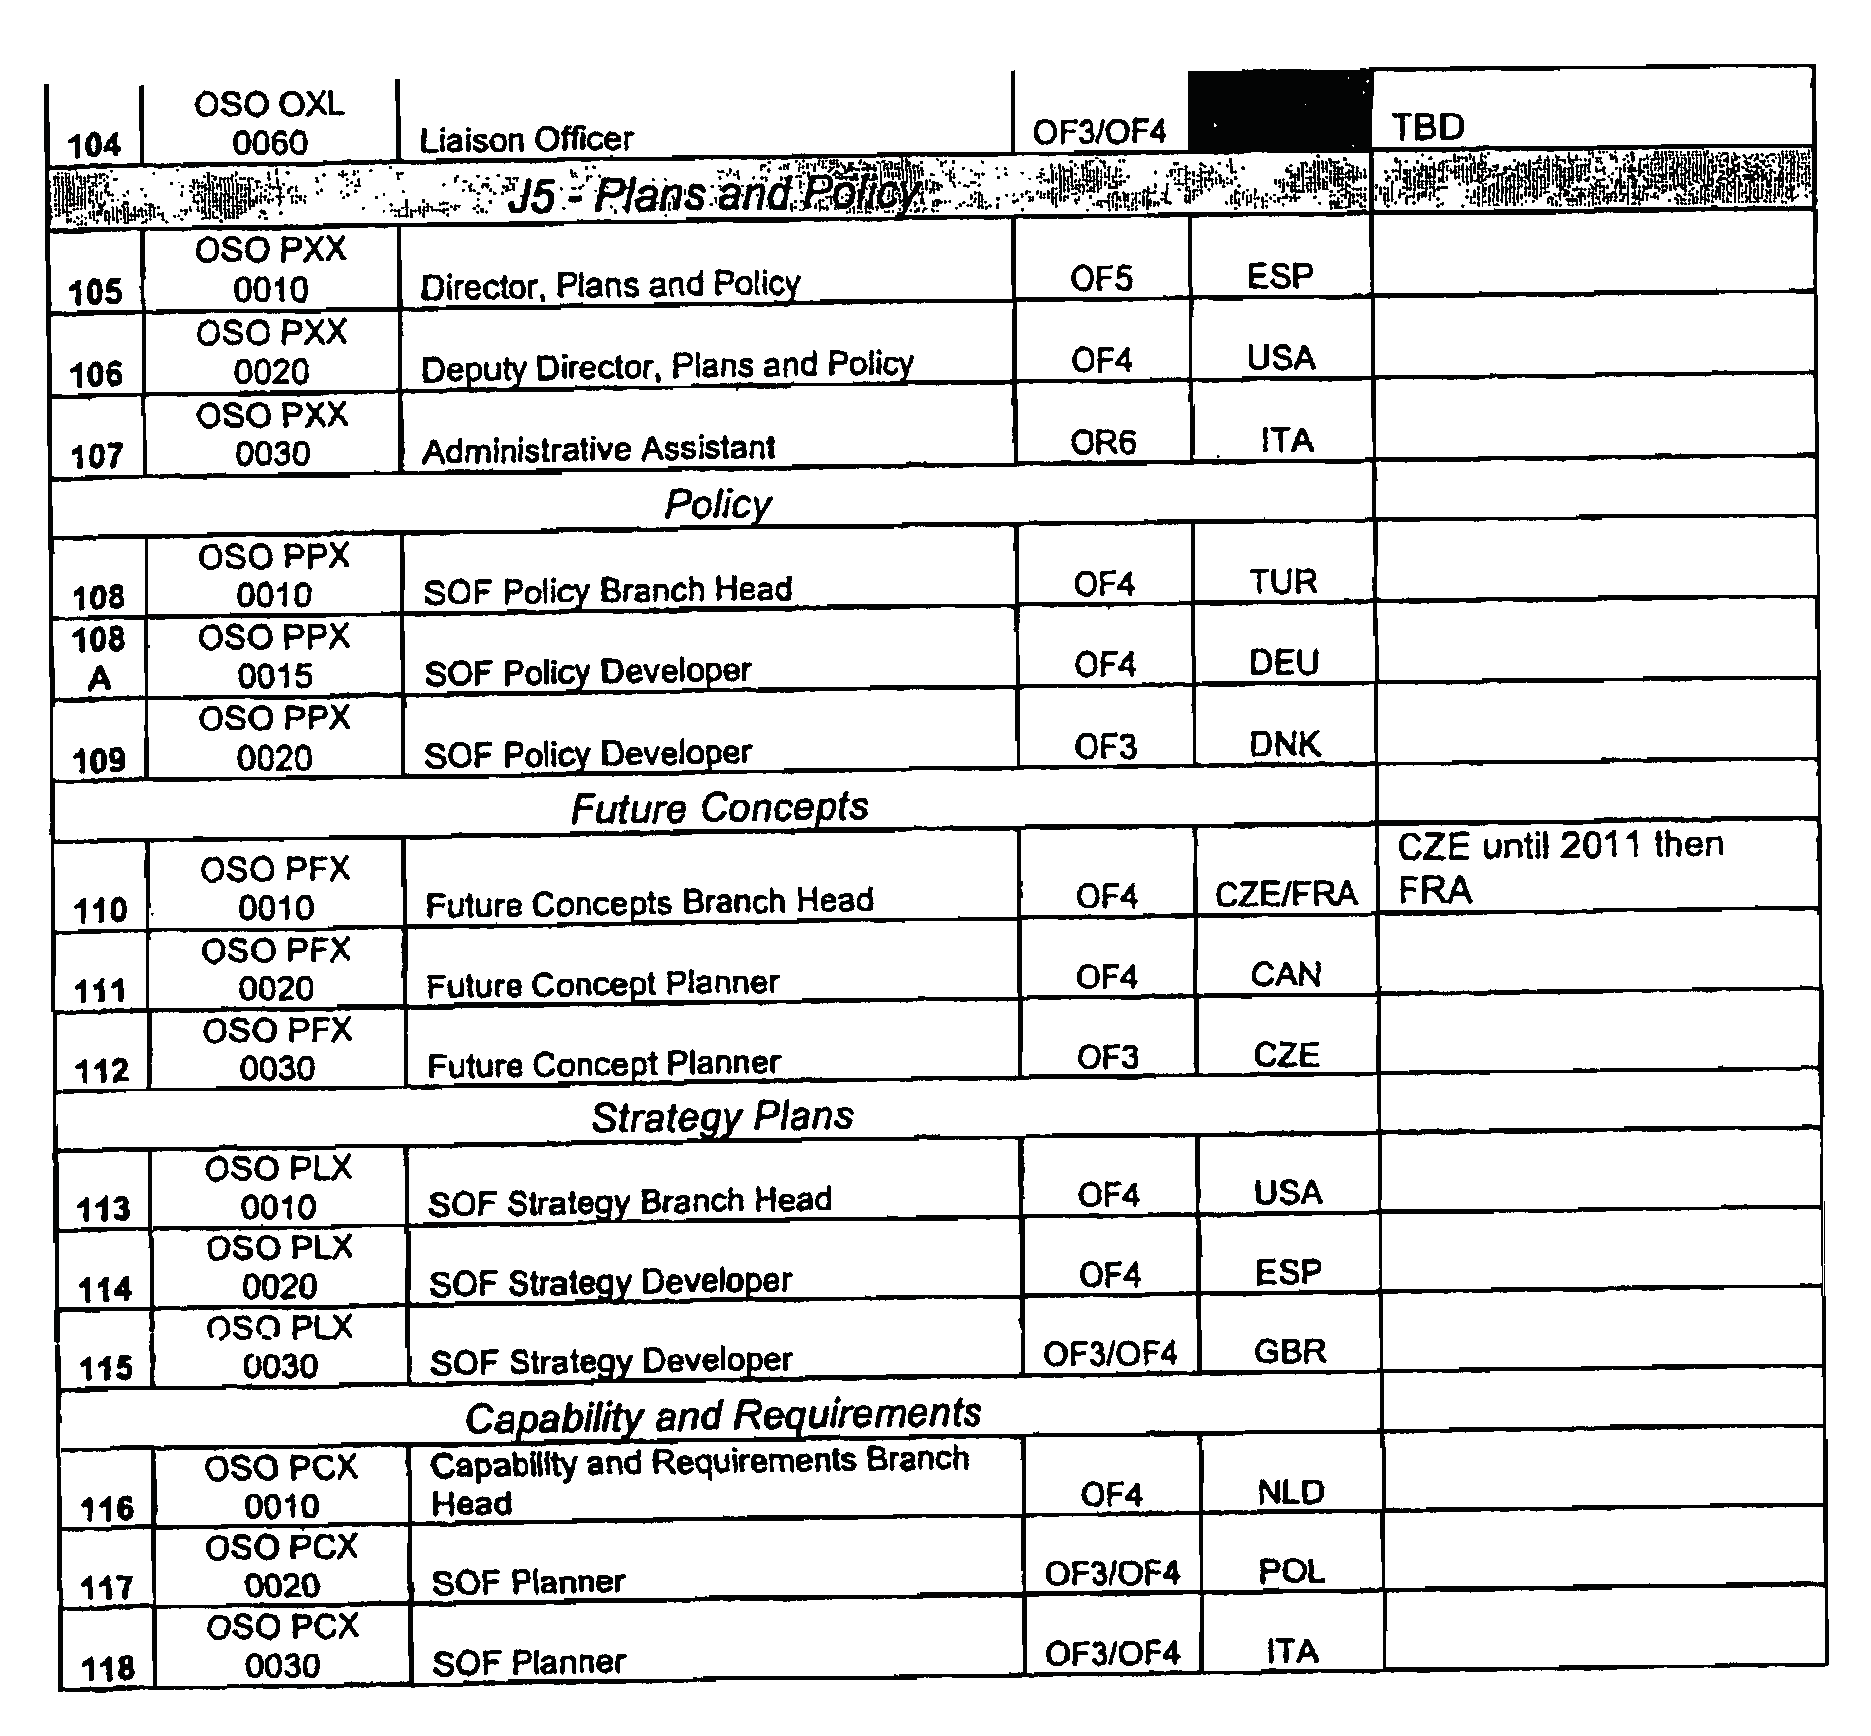 104 OSO OXL 0060 Liaison Officer OF3/OF4 TBD
J5 - Plans and Policy
105 OSO PXX 0010 Director, Plans and Policy OF5 ESP
106 OSO PXX 0020 Deputy Director, Plans and Policy OF4 USA
107 OSO PXX 0030 Administrative Assistant OR6 ITA
Policy
108 OSO PPX 0010 SOF Policy Branch Head OF4 TUR
108 A OSO PPX 0015 SOF Policy Developer OF4 DEU
109 OSO PPX 0020 SOF Policy Developer OF3 DNK
Future Concepts
110 OSO PFX 0010 Future Concepts Branch Head OF4 CZE/FRA CZE until 2011 then FRA
111 OSO PFX 0020 Future Concept Planner OF4 CAN
112 OSO PFX 0030 Future Concept Planner OF3 CZE
Strategy Plans
113 OSO PLX 0010 SOF Strategy Branch Head OF4 USA
114 OSO PLX 0020 SOF Strategy Developer OF4 ESP
115 OSO PLX 0030 SOF Strategy Developer OF3/OF4 GBR
Capability and Requirements
116 OSO PCX 0010 Capability and Requirements Branch Head OF4 NLD
117 OSO PCX 0020 SOF Planner OF3/OF4 POL
118 OSO PCX 0030 SOF Planner OF3/OF4 ITA